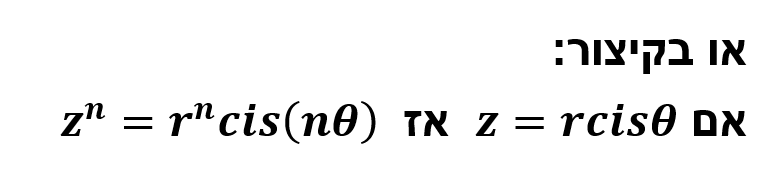 או בקיצור:
אם z = rcisθ אז zⁿ = rⁿcis(nθ)